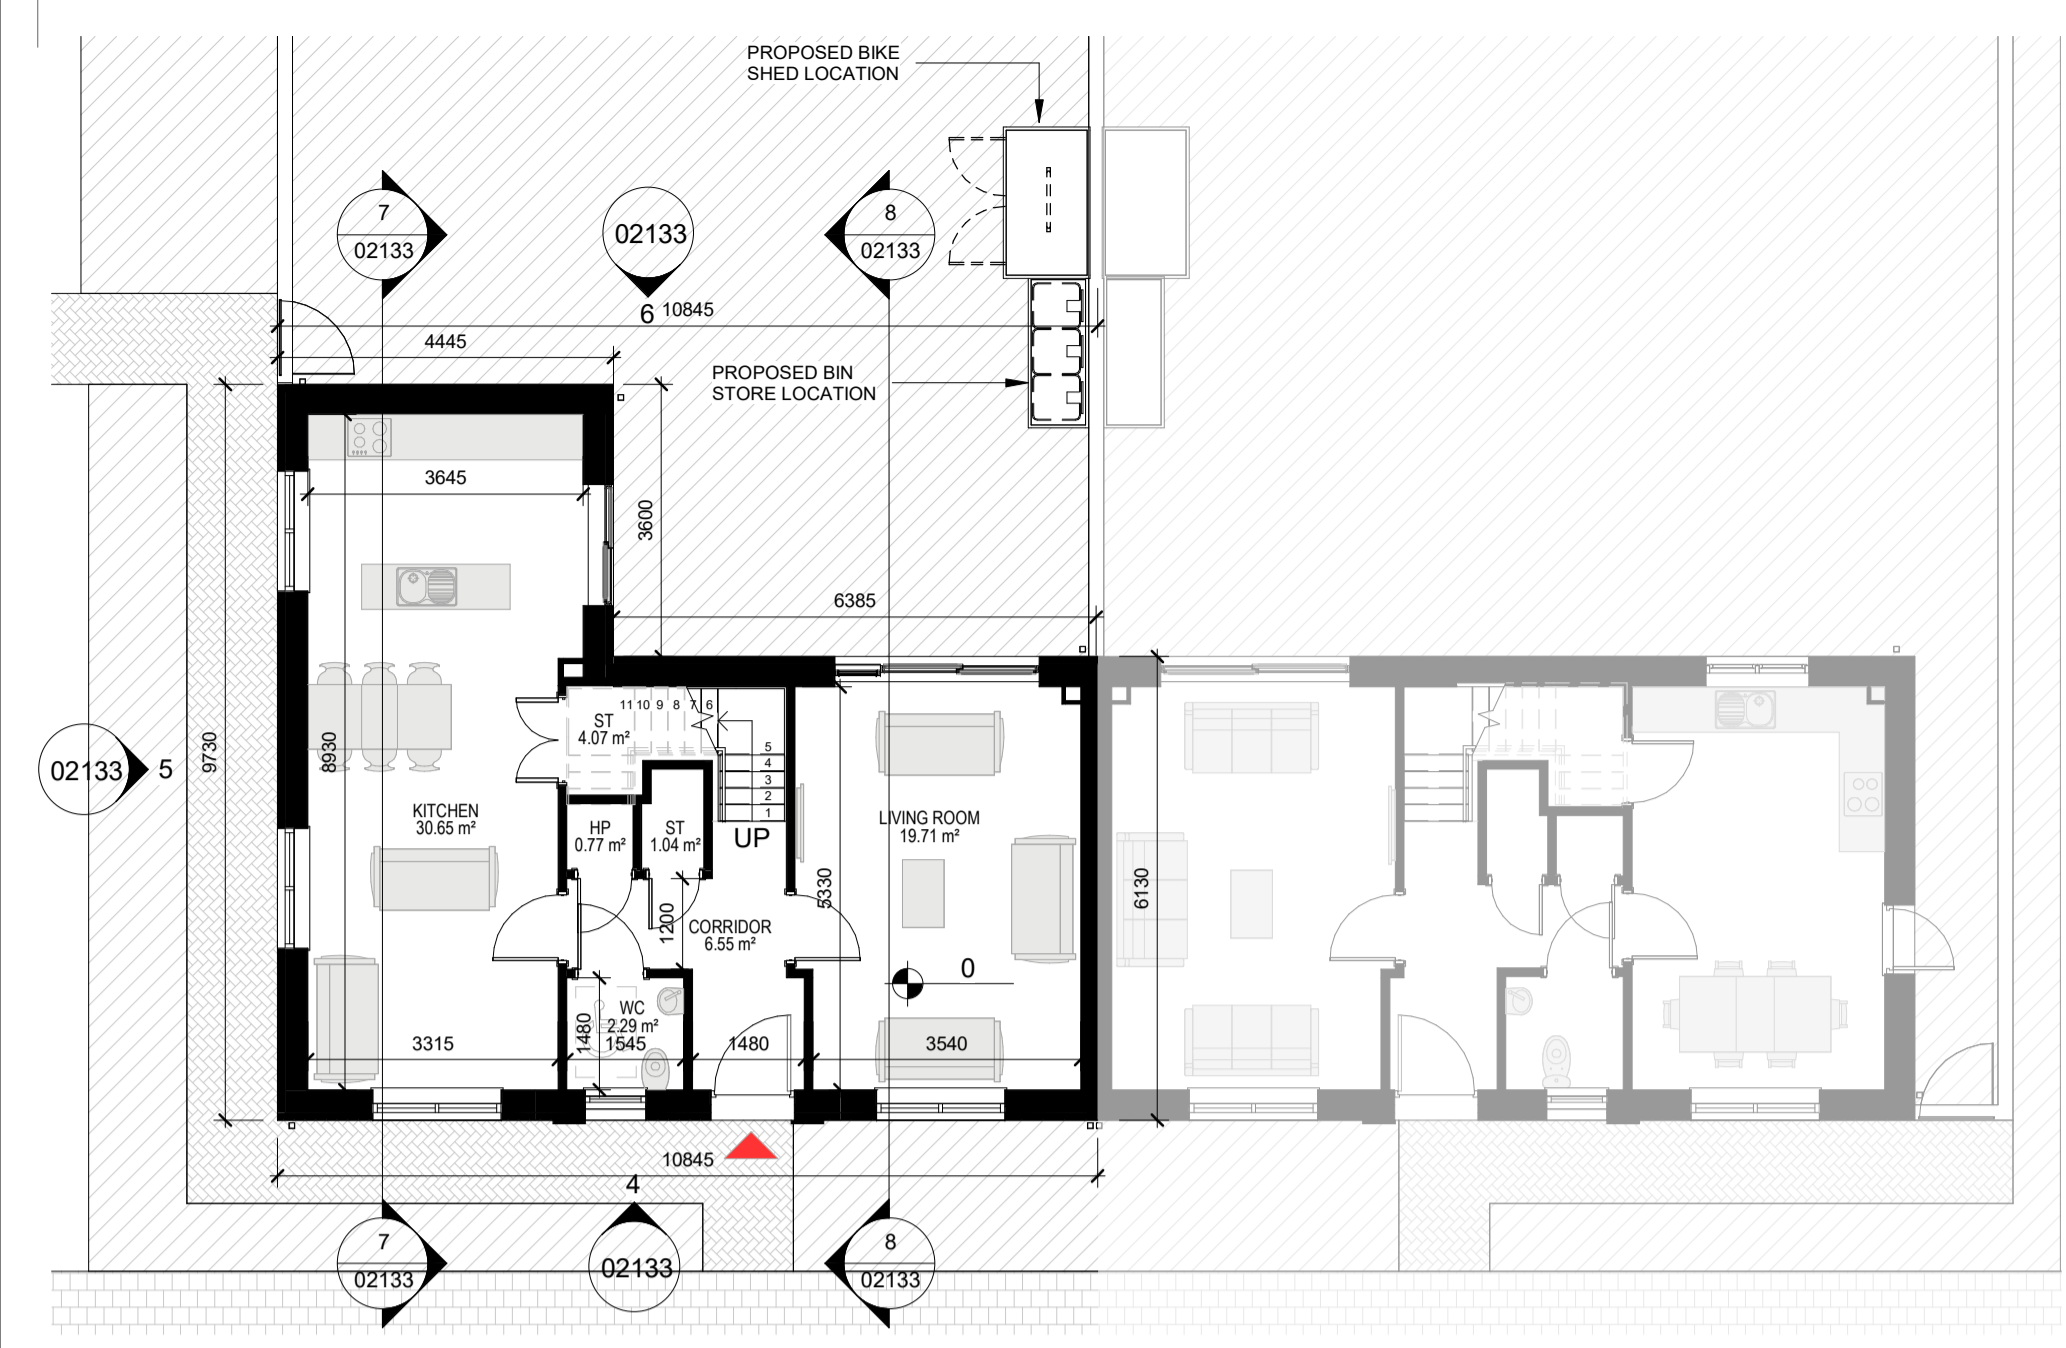 PROPOSED BIKE
SHED LOCATION
7
02133
02133
8
02133
6
10845
4445
PROPOSED BIN
STORE LOCATION
3645
3600
6385
ST
4.07 m²
11 10 9 8 7 6
5
4
3
2
1
UP
02133
5
9730
8930
KITCHEN
30.65 m²
HP
0.77 m²
ST
1.04 m²
LIVING ROOM
19.71 m²
5330
6130
1200
CORRIDOR
6.55 m²
0
WC
2.29 m²
1480
3315
1545
1480
3540
10845
4
7
02133
02133
8
02133